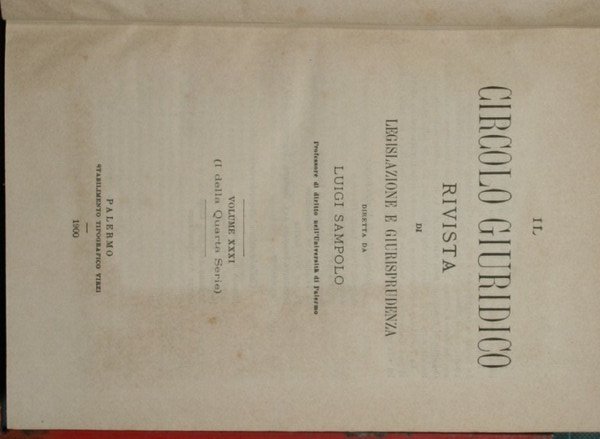 IL
CIRCOLO GIURIDICO
RIVISTA
DI
LEGISLAZIONE E GIURISPRUDENZA
DIRETTA DA
LUIGI SAMPOLO
Professore di diritto nell'Università di Palermo
VOLUME XXXI
(I della Quarta Serie)
PALERMO
STABILIMENTO TIPOGRAFICO VIRZÌ
1900